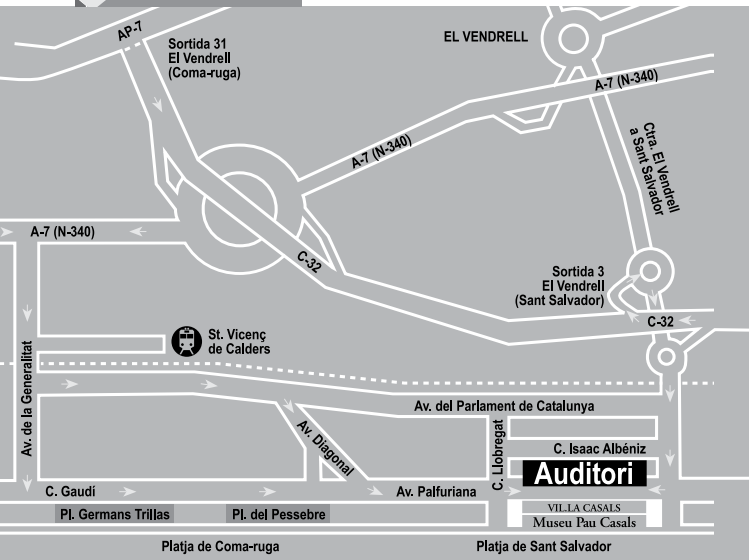 AP-7
Sortida 31
El Vendrell
(Coma-ruga)
EL VENDRELL
A-7 (N-340)
A-7 (N-340)
Ctra. El Vendrell
a Sant Salvador
A-7 (N-340)
C-32
Sortida 3
El Vendrell
(Sant Salvador)
C-32
St. Vicenç
de Calders
Av. de la Generalitat
Av. del Parlament de Catalunya
Av. Diagonal
C. Llobregat
C. Isaac Albéniz
Auditori
C. Gaudí
Av. Palfuriana
Pl. Germans Trillas
Pl. del Pessebre
VIL.LA CASALS
Museu Pau Casals
Platja de Coma-ruga
Platja de Sant Salvador